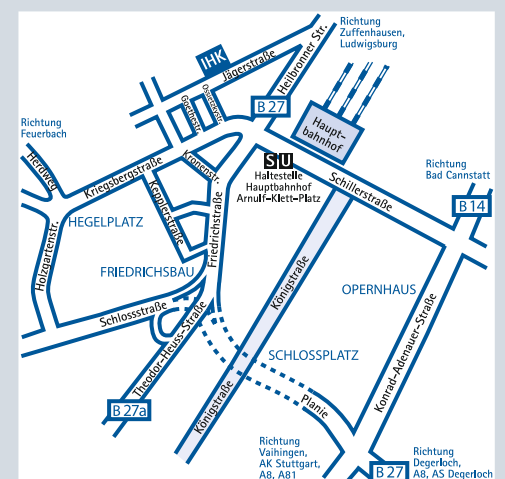 Richtung
Zuffenhausen,
Ludwigsburg
IHK
Jägerstraße
Heilbronner Str.
Ossietzkystr.
Goethestr.
B 27
Haupt-
bahnhof
Richtung
Feuerbach
Herdweg
Kriegsbergstraße
Kronenstr.
S U
Haltestelle
Hauptbahnhof
Arnulf-Klett-Platz
Schillerstraße
Richtung
Bad Cannstatt
B 14
Keplerstraße
HEGELPLATZ
Holzgartenstr.
Friedrichstraße
FRIEDRICHSBAU
Königstraße
OPERNHAUS
Schlossstraße
Theodor-Heuss-Straße
Konrad-Adenauer-Straße
SCHLOSSPLATZ
B 27a
Königstraße
Planie
Richtung
Vaihingen,
AK Stuttgart,
A8, A81
B 27
Richtung
Degerloch,
A8, AS Degerloch